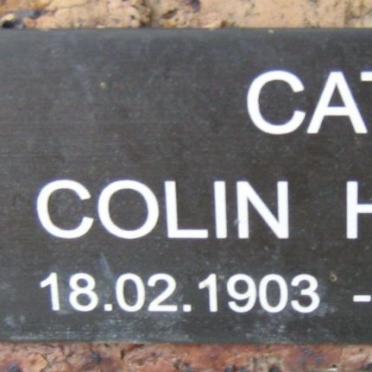 CAT
COLIN H
18.02.1903 -